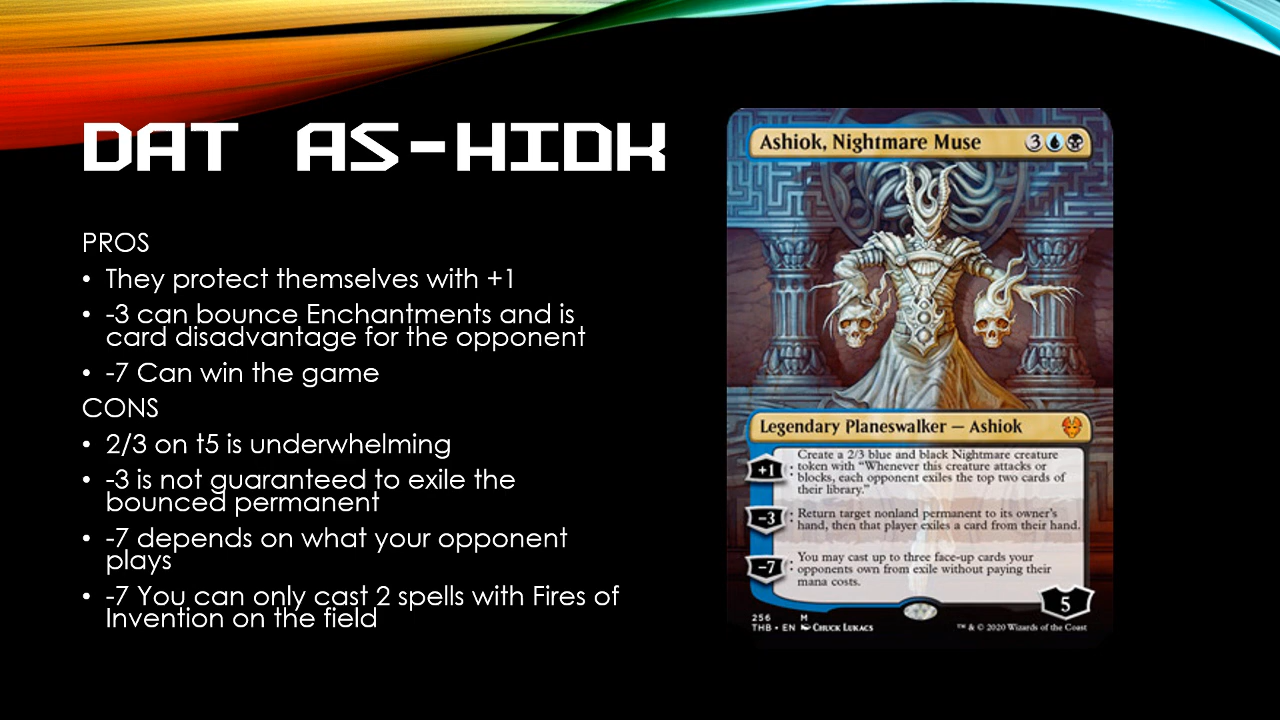 DAT AS-HIOK
PROS
• They protect themselves with +1
• -3 can bounce Enchantments and is
card disadvantage for the opponent
• -7 Can win the game
CONS
• 2/3 on t5 is underwhelming
• -3 is not guaranteed to exile the
bounced permanent
• -7 depends on what your opponent
plays
• -7 You can only cast 2 spells with Fires of
Invention on the field
Ashiok, Nightmare Muse 3
Legendary Planeswalker — Ashiok
+1: Create a 2/3 blue and black Nightmare creature
token with “Whenever this creature attacks or
blocks, each opponent exiles the top two cards of
their library.”
−3: Return target nonland permanent to its owner’s
hand, then that player exiles a card from their hand.
−7: You may cast up to three face-up cards your
opponents own from exile without paying their
mana costs.
5
256 M
THB • EN Chuck Lukacs ™ & © 2020 Wizards of the Coast